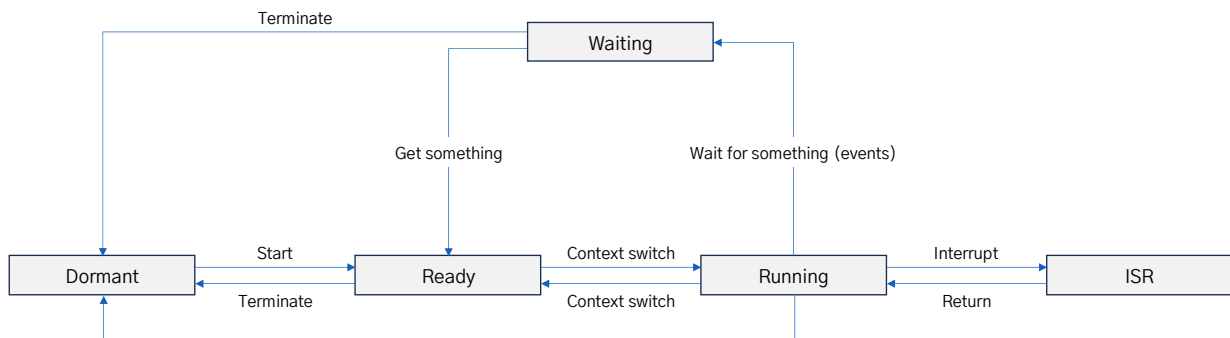 Terminate
Waiting
Get something
Wait for something (events)
Start
Context switch
Interrupt
Dormant
Ready
Running
ISR
Terminate
Context switch
Return